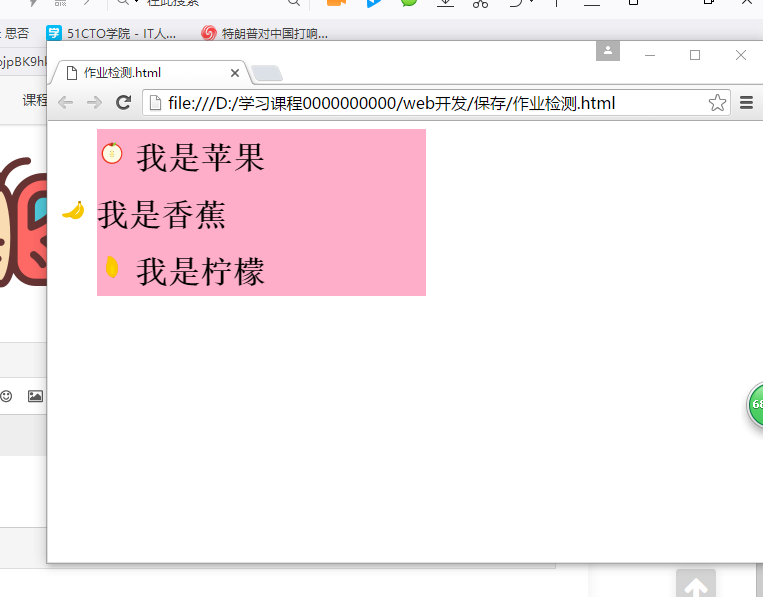 在此搜索
思否
51CTO学院 - IT人...
特朗普对中国打响...
ojpBK9hl
作业检测.html
课程
file:///D:/学习课程0000000000/web开发/保存/作业检测.html
我是苹果
我是香蕉
我是柠檬
68